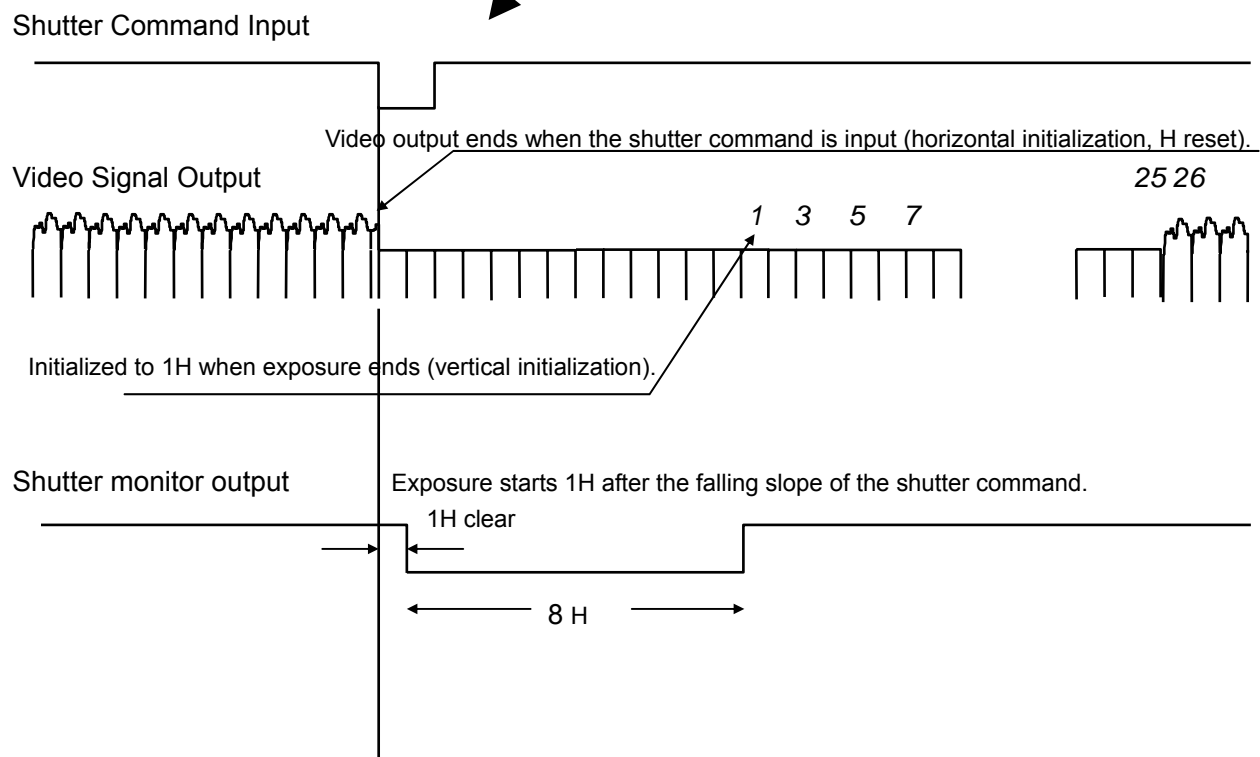 Shutter Command Input
Video output ends when the shutter command is input (horizontal initialization, H reset).
Video Signal Output
25 26
1 3 5 7
Initialized to 1H when exposure ends (vertical initialization).
Shutter monitor output
Exposure starts 1H after the falling slope of the shutter command.
1H clear
8 H